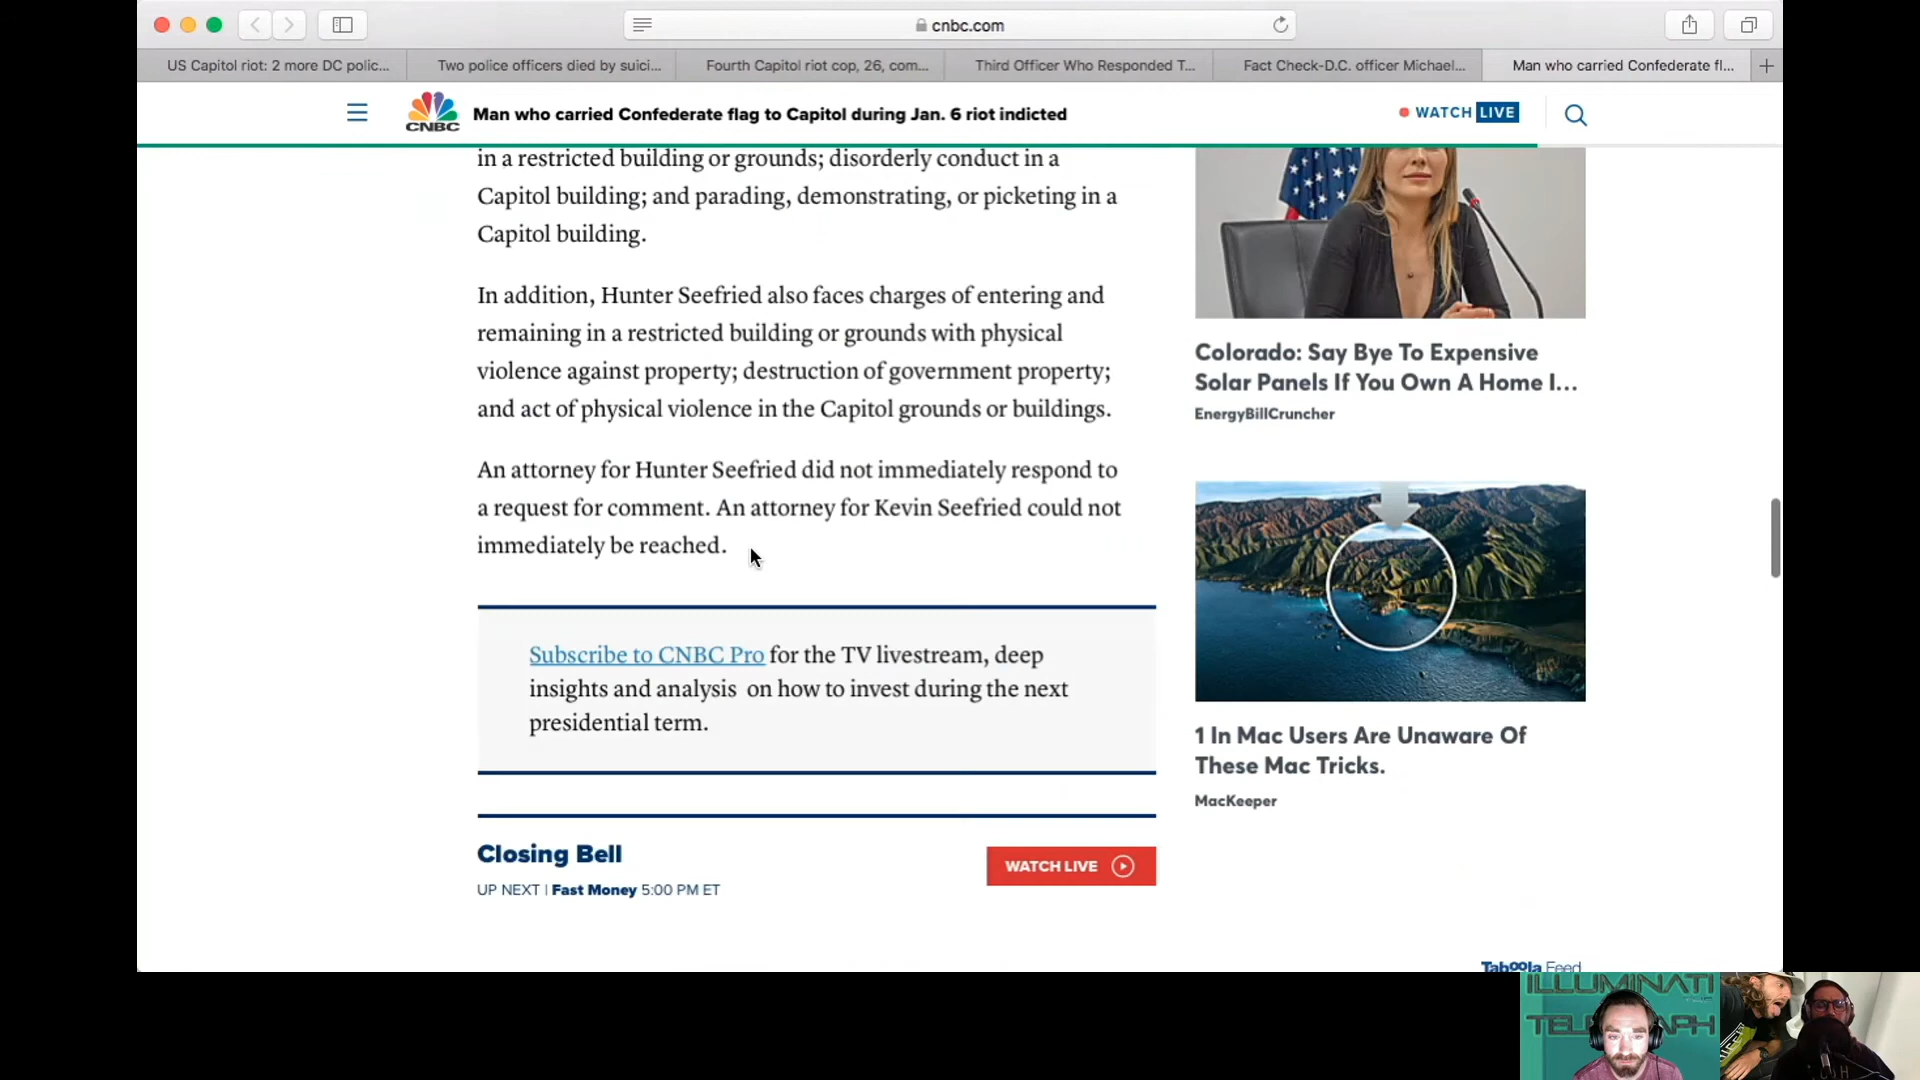 cnbc.com
US Capitol riot: 2 more DC polic...
Two police officers died by suici...
Fourth Capitol riot cop, 26, com...
Third Officer Who Responded T...
Fact Check-D.C. officer Michael...
Man who carried Confederate fl...
CNBC
Man who carried Confederate flag to Capitol during Jan. 6 riot indicted
WATCH LIVE
in a restricted building or grounds; disorderly conduct in a
Capitol building; and parading, demonstrating, or picketing in a
Capitol building.
In addition, Hunter Seefried also faces charges of entering and
remaining in a restricted building or grounds with physical
violence against property; destruction of government property;
and act of physical violence in the Capitol grounds or buildings.
An attorney for Hunter Seefried did not immediately respond to
a request for comment. An attorney for Kevin Seefried could not
immediately be reached.
Subscribe to CNBC Pro for the TV livestream, deep
insights and analysis on how to invest during the next
presidential term.
Closing Bell
UP NEXT | Fast Money 5:00 PM ET
WATCH LIVE
Colorado: Say Bye To Expensive
Solar Panels If You Own A Home I...
EnergyBillCruncher
1 In Mac Users Are Unaware Of
These Mac Tricks.
MacKeeper
Taboola Feed
ILLUMINATI